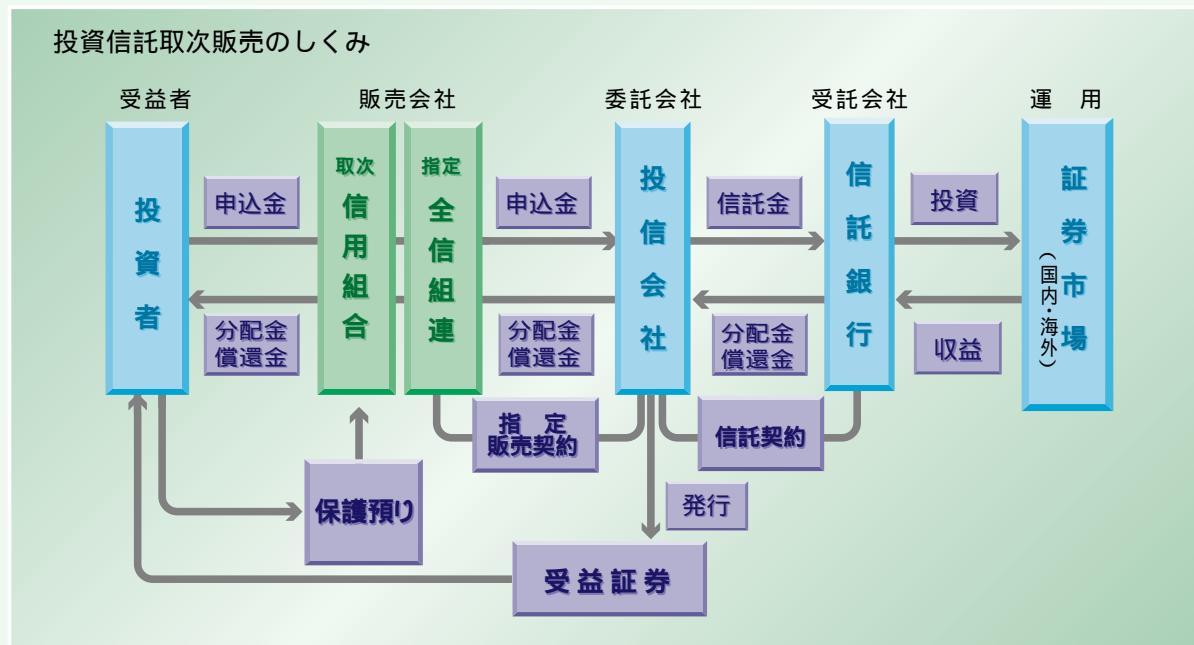 投資信託取次販売のしくみ
受益者
販売会社
委託会社
受託会社
運　用
投資者
申込金
分配金
償還金
取次
信用組合
指定
全信組連
申込金
分配金
償還金
投信会社
信託金
分配金
償還金
信託銀行
投資
収益
証券市場
（国内・海外）
指　定
販売契約
信託契約
保護預り
発行
受益証券